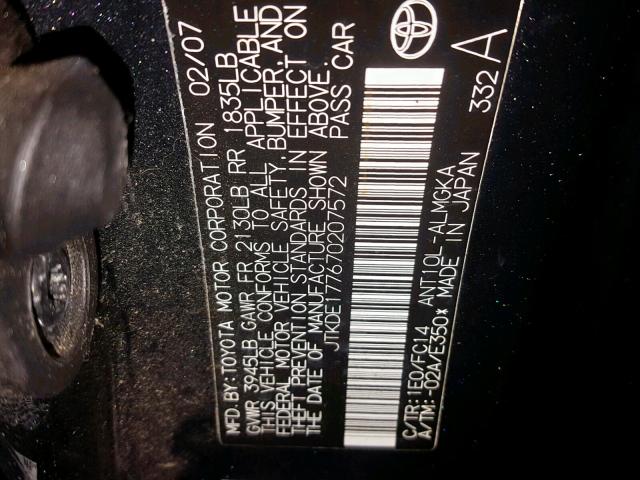 MFD. BY: TOYOTA MOTOR CORPORATION 02/07
GVWR 3945LB GAWR FR 2130LB RR 1835LB
THIS VEHICLE CONFORMS TO ALL APPLICABLE
FEDERAL MOTOR VEHICLE SAFETY, BUMPER, AND
THEFT PREVENTION STANDARDS IN EFFECT ON
THE DATE OF MANUFACTURE SHOWN ABOVE.
JTKDE177670207572 PASS CAR
C/TR: 1E0/FC14 ANT10L-ALMGKA 332 A
A/TM: -02A/E350* MADE IN JAPAN